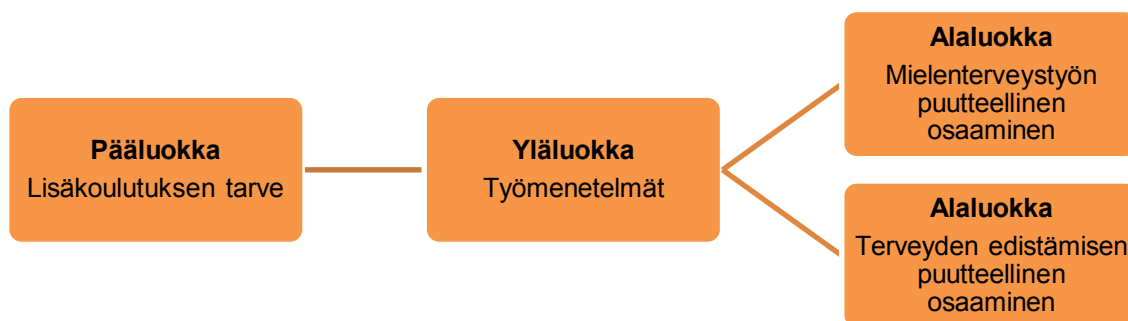 Pääluokka
Lisäkoulutuksen tarve
Yläluokka
Työmenetelmät
Alaluokka
Mielenterveystyön
puutteellinen
osaaminen
Alaluokka
Terveyden edistämisen
puutteellinen
osaaminen